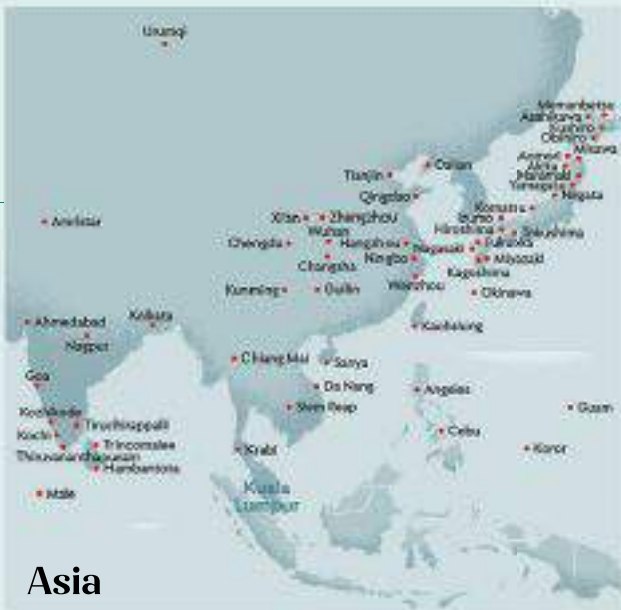 Urumqi
Memanbetsu
Asahikawa
Kushiro
Obihiro
Misawa
Aomori
Akita
Hanamaki
Yamagata
Niigata
Dalian
Tianjin
Qingdao
Komatsu
Izumo
Hiroshima
Tokushima
Amritsar
Xi'an
Zhengzhou
Wuhan
Chengdu
Hangzhou
Nagasaki
Fukuoka
Ningbo
Miyazaki
Changsha
Kagoshima
Kunming
Guilin
Wenzhou
Okinawa
Ahmedabad
Kolkata
Kaohsiung
Nagpur
Chiang Mai
Sanya
Goa
Da Nang
Angeles
Siem Reap
Guam
Kozhikode
Tiruchirappalli
Kochi
Cebu
Trincomalee
Krabi
Koror
Thiruvananthapuram
Hambantota
Kuala
Lumpur
Male
Asia